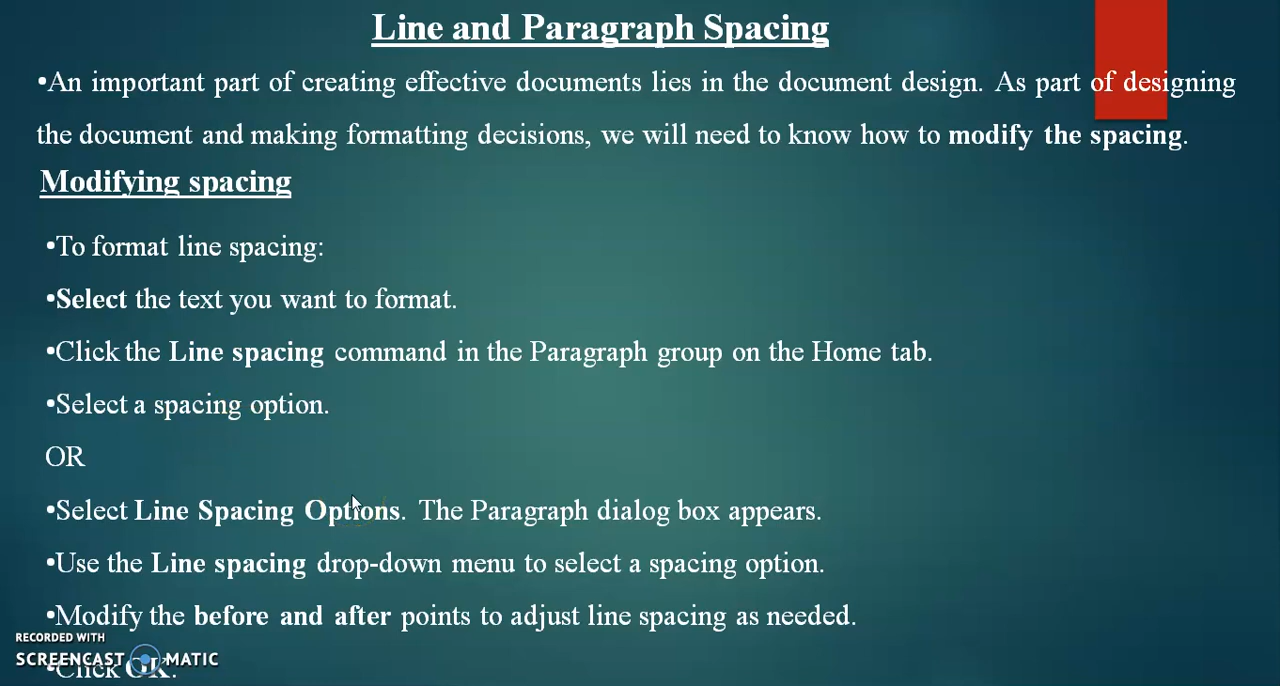 Line and Paragraph Spacing
•An important part of creating effective documents lies in the document design. As part of designing
the document and making formatting decisions, we will need to know how to modify the spacing.
Modifying spacing
•To format line spacing:
•Select the text you want to format.
•Click the Line spacing command in the Paragraph group on the Home tab.
•Select a spacing option.
OR
•Select Line Spacing Options. The Paragraph dialog box appears.
•Use the Line spacing drop-down menu to select a spacing option.
•Modify the before and after points to adjust line spacing as needed.
RECORDED WITH
SCREENCAST MATIC
•Click OK.